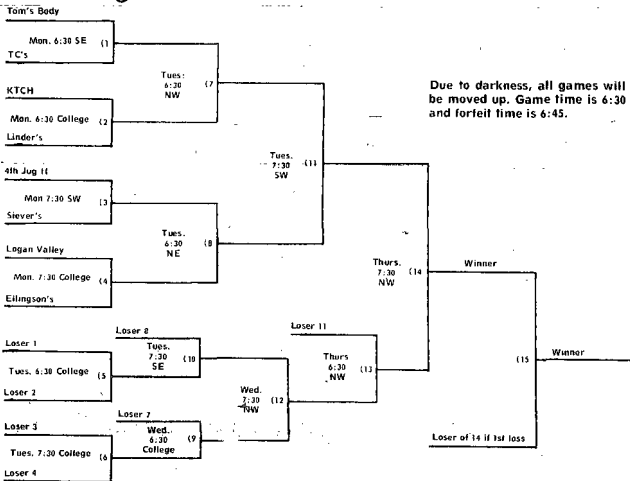 Tom's Body
Mon. 6:30 SE (1
TC's
KTCH
Mon. 6:30 College (2
Linder's
4th Jug II
Mon 7:30 SW (3
Siever's
Logan Valley
Mon. 7:30 College (4
Ellingson's
Tues.
6:30
NW
(7
Tues.
6:30
NE
(8
Tues.
7:30
SW
(11
Due to darkness, all games will
be moved up. Game time is 6:30
and forfeit time is 6:45.
Thurs.
7:30
NW
(14
Winner
(15
Winner
Loser of 14 if 1st loss
Loser 1
Tues. 6:30 College (5
Loser 2
Loser 3
Tues. 7:30 College (6
Loser 4
Loser 8
Tues.
7:30
SE
(10
Loser 7
Wed.
6:30
College
(9
Wed.
7:30
NW
(12
Loser 11
Thurs
6:30
NW
(13